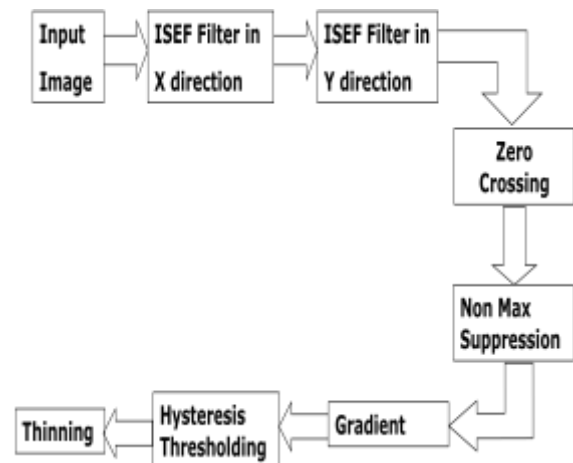 Input
Image
ISEF Filter in
X direction
ISEF Filter in
Y direction
Zero
Crossing
Non Max
Suppression
Gradient
Hysteresis
Thresholding
Thinning